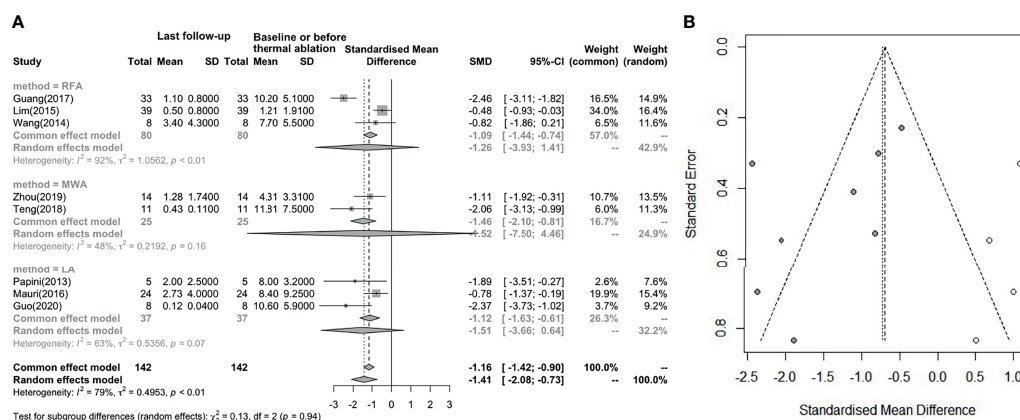 A
Last follow-up
Baseline or before
thermal ablation
Standardised Mean
Difference
Weight
(common)
Weight
(random)
Study Total Mean SD Total Mean SD SMD 95%-CI
method = RFA
Guang(2017) 33 1.10 0.8000 33 10.20 5.1000 -2.46 [-3.11; -1.82] 16.5% 14.9%
Lim(2015) 39 0.50 0.8000 39 1.21 1.9100 -0.48 [-0.93; -0.03] 34.0% 16.4%
Wang(2014) 8 3.40 4.3000 8 7.70 5.5000 -0.82 [-1.86; 0.21] 6.5% 11.6%
Common effect model 80 80 -1.09 [-1.44; -0.74] 57.0% --
Random effects model -1.26 [-3.93; 1.41] -- 42.9%
Heterogeneity: I² = 92%, τ² = 1.0562, p < 0.01
method = MWA
Zhou(2019) 14 1.28 1.7400 14 4.31 3.3100 -1.11 [-1.92; -0.31] 10.7% 13.5%
Teng(2018) 11 0.43 0.1100 11 11.81 7.5000 -2.06 [-3.13; -0.99] 6.0% 11.3%
Common effect model 25 25 -1.46 [-2.10; -0.81] 16.7% --
Random effects model .52 [-7.50; 4.46] -- 24.9%
Heterogeneity: I² = 48%, τ² = 0.2192, p = 0.16
method = LA
Papini(2013) 5 2.00 2.5000 5 8.00 3.2000 -1.89 [-3.51; -0.27] 2.6% 7.6%
Mauri(2016) 24 2.73 4.0000 24 8.40 9.2500 -0.78 [-1.37; -0.19] 19.9% 15.4%
Guo(2020) 8 0.12 0.0400 8 10.60 5.9000 -2.37 [-3.73; -1.02] 3.7% 9.2%
Common effect model 37 37 -1.12 [-1.63; -0.61] 26.3% --
Random effects model -1.51 [-3.66; 0.64] -- 32.2%
Heterogeneity: I² = 63%, τ² = 0.5356, p = 0.07
Common effect model 142 142 -1.16 [-1.42; -0.90] 100.0% --
Random effects model -1.41 [-2.08; -0.73] -- 100.0%
Heterogeneity: I² = 79%, τ² = 0.4953, p < 0.01
-3 -2 -1 0 1 2 3
Test for subgroup differences (random effects): = 0.13, df = 2 (p = 0.94)
B
Standard Error
0.0
0.2
0.4
0.6
0.8
-2.5 -2.0 -1.5 -1.0 -0.5 0.0 0.5 1.0
Standardised Mean Difference